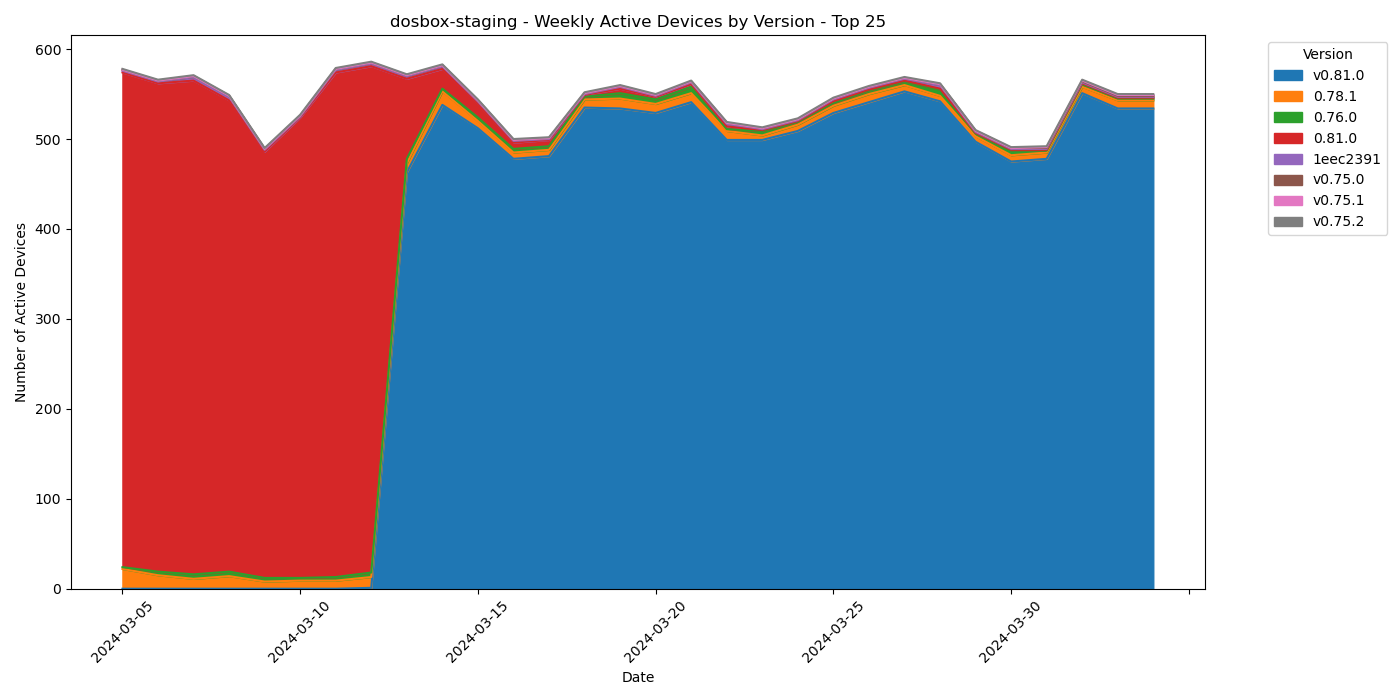 dosbox-staging - Weekly Active Devices by Version - Top 25
Number of Active Devices
600
500
400
300
200
100
0
2024-03-05
2024-03-10
2024-03-15
2024-03-20
2024-03-25
2024-03-30
Date
Version
v0.81.0
0.78.1
0.76.0
0.81.0
1eec2391
v0.75.0
v0.75.1
v0.75.2